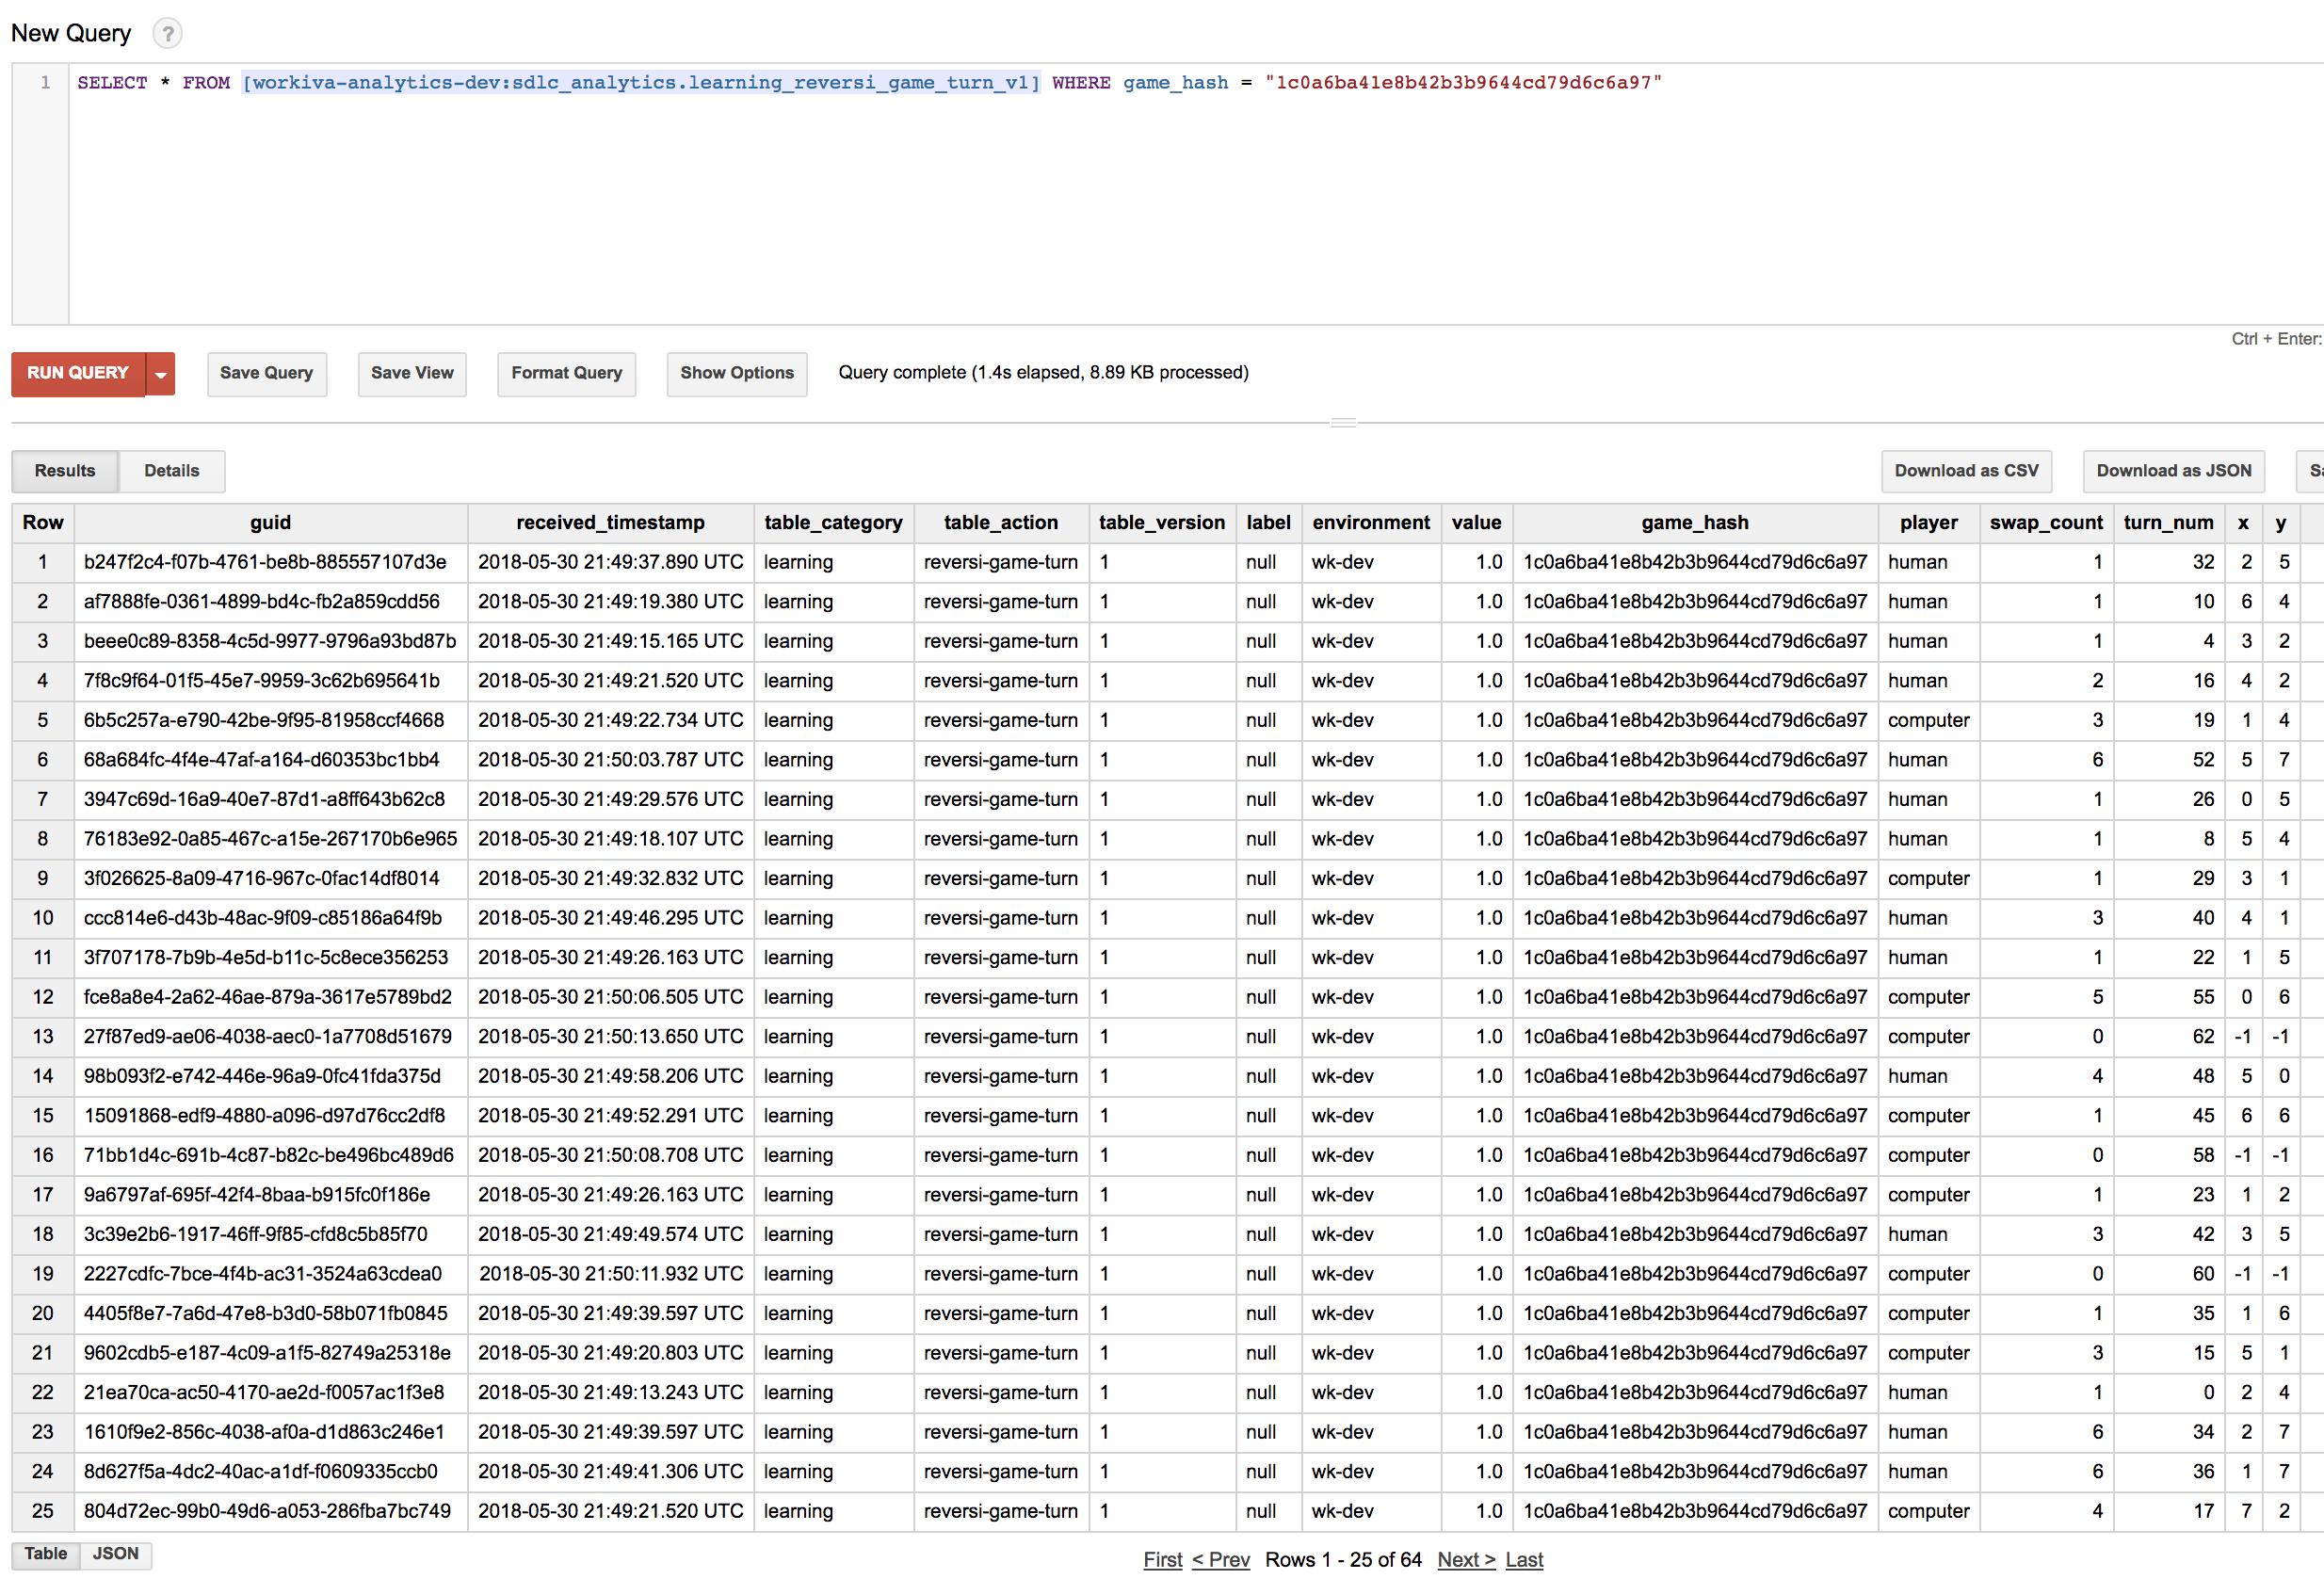 New Query ?
1 SELECT * FROM [workiva-analytics-dev:sdlc_analytics.learning_reversi_game_turn_v1] WHERE game_hash = "1c0a6ba41e8b42b3b9644cd79d6c6a97"
Ctrl + Enter:
RUN QUERY Save Query Save View Format Query Show Options Query complete (1.4s elapsed, 8.89 KB processed)
Results Details Download as CSV Download as JSON
Row guid received_timestamp table_category table_action table_version label environment value game_hash player swap_count turn_num x y
1 b247f2c4-f07b-4761-be8b-885557107d3e 2018-05-30 21:49:37.890 UTC learning reversi-game-turn 1 null wk-dev 1.0 1c0a6ba41e8b42b3b9644cd79d6c6a97 human 1 32 2 5
2 af7888fe-0361-4899-bd4c-fb2a859cdd56 2018-05-30 21:49:19.380 UTC learning reversi-game-turn 1 null wk-dev 1.0 1c0a6ba41e8b42b3b9644cd79d6c6a97 human 1 10 6 4
3 beee0c89-8358-4c5d-9977-9796a93bd87b 2018-05-30 21:49:15.165 UTC learning reversi-game-turn 1 null wk-dev 1.0 1c0a6ba41e8b42b3b9644cd79d6c6a97 human 1 4 3 2
4 7f8c9f64-01f5-45e7-9959-3c62b695641b 2018-05-30 21:49:21.520 UTC learning reversi-game-turn 1 null wk-dev 1.0 1c0a6ba41e8b42b3b9644cd79d6c6a97 human 2 16 4 2
5 6b5c257a-e790-42be-9f95-81958ccf4668 2018-05-30 21:49:22.734 UTC learning reversi-game-turn 1 null wk-dev 1.0 1c0a6ba41e8b42b3b9644cd79d6c6a97 computer 3 19 1 4
6 68a684fc-4f4e-47af-a164-d60353bc1bb4 2018-05-30 21:50:03.787 UTC learning reversi-game-turn 1 null wk-dev 1.0 1c0a6ba41e8b42b3b9644cd79d6c6a97 human 6 52 5 7
7 3947c69d-16a9-40e7-87d1-a8ff643b62c8 2018-05-30 21:49:29.576 UTC learning reversi-game-turn 1 null wk-dev 1.0 1c0a6ba41e8b42b3b9644cd79d6c6a97 human 1 26 0 5
8 76183e92-0a85-467c-a15e-267170b6e965 2018-05-30 21:49:18.107 UTC learning reversi-game-turn 1 null wk-dev 1.0 1c0a6ba41e8b42b3b9644cd79d6c6a97 human 1 8 5 4
9 3f026625-8a09-4716-967c-0fac14df8014 2018-05-30 21:49:32.832 UTC learning reversi-game-turn 1 null wk-dev 1.0 1c0a6ba41e8b42b3b9644cd79d6c6a97 computer 1 29 3 1
10 ccc814e6-d43b-48ac-9f09-c85186a64f9b 2018-05-30 21:49:46.295 UTC learning reversi-game-turn 1 null wk-dev 1.0 1c0a6ba41e8b42b3b9644cd79d6c6a97 human 3 40 4 1
11 3f707178-7b9b-4e5d-b11c-5c8ece356253 2018-05-30 21:49:26.163 UTC learning reversi-game-turn 1 null wk-dev 1.0 1c0a6ba41e8b42b3b9644cd79d6c6a97 human 1 22 1 5
12 fce8a8e4-2a62-46ae-879a-3617e5789bd2 2018-05-30 21:50:06.505 UTC learning reversi-game-turn 1 null wk-dev 1.0 1c0a6ba41e8b42b3b9644cd79d6c6a97 computer 5 55 0 6
13 27f87ed9-ae06-4038-aec0-1a7708d51679 2018-05-30 21:50:13.650 UTC learning reversi-game-turn 1 null wk-dev 1.0 1c0a6ba41e8b42b3b9644cd79d6c6a97 computer 0 62 -1 -1
14 98b093f2-e742-446e-96a9-0fc41fda375d 2018-05-30 21:49:58.206 UTC learning reversi-game-turn 1 null wk-dev 1.0 1c0a6ba41e8b42b3b9644cd79d6c6a97 human 4 48 5 0
15 15091868-edf9-4880-a096-d97d76cc2df8 2018-05-30 21:49:52.291 UTC learning reversi-game-turn 1 null wk-dev 1.0 1c0a6ba41e8b42b3b9644cd79d6c6a97 computer 1 45 6 6
16 71bb1d4c-691b-4c87-b82c-be496bc489d6 2018-05-30 21:50:08.708 UTC learning reversi-game-turn 1 null wk-dev 1.0 1c0a6ba41e8b42b3b9644cd79d6c6a97 computer 0 58 -1 -1
17 9a6797af-695f-42f4-8baa-b915fc0f186e 2018-05-30 21:49:26.163 UTC learning reversi-game-turn 1 null wk-dev 1.0 1c0a6ba41e8b42b3b9644cd79d6c6a97 computer 1 23 1 2
18 3c39e2b6-1917-46ff-9f85-cfd8c5b85f70 2018-05-30 21:49:49.574 UTC learning reversi-game-turn 1 null wk-dev 1.0 1c0a6ba41e8b42b3b9644cd79d6c6a97 human 3 42 3 5
19 2227cdfc-7bce-4f4b-ac31-3524a63cdea0 2018-05-30 21:50:11.932 UTC learning reversi-game-turn 1 null wk-dev 1.0 1c0a6ba41e8b42b3b9644cd79d6c6a97 computer 0 60 -1 -1
20 4405f8e7-7a6d-47e8-b3d0-58b071fb0845 2018-05-30 21:49:39.597 UTC learning reversi-game-turn 1 null wk-dev 1.0 1c0a6ba41e8b42b3b9644cd79d6c6a97 computer 1 35 1 6
21 9602cdb5-e187-4c09-a1f5-82749a25318e 2018-05-30 21:49:20.803 UTC learning reversi-game-turn 1 null wk-dev 1.0 1c0a6ba41e8b42b3b9644cd79d6c6a97 computer 3 15 5 1
22 21ea70ca-ac50-4170-ae2d-f0057ac1f3e8 2018-05-30 21:49:13.243 UTC learning reversi-game-turn 1 null wk-dev 1.0 1c0a6ba41e8b42b3b9644cd79d6c6a97 human 1 0 2 4
23 1610f9e2-856c-4038-af0a-d1d863c246e1 2018-05-30 21:49:39.597 UTC learning reversi-game-turn 1 null wk-dev 1.0 1c0a6ba41e8b42b3b9644cd79d6c6a97 human 6 34 2 7
24 8d627f5a-4dc2-40ac-a1df-f0609335ccb0 2018-05-30 21:49:41.306 UTC learning reversi-game-turn 1 null wk-dev 1.0 1c0a6ba41e8b42b3b9644cd79d6c6a97 human 6 36 1 7
25 804d72ec-99b0-49d6-a053-286fba7bc749 2018-05-30 21:49:21.520 UTC learning reversi-game-turn 1 null wk-dev 1.0 1c0a6ba41e8b42b3b9644cd79d6c6a97 computer 4 17 7 2
Table JSON First < Prev Rows 1 - 25 of 64 Next > Last